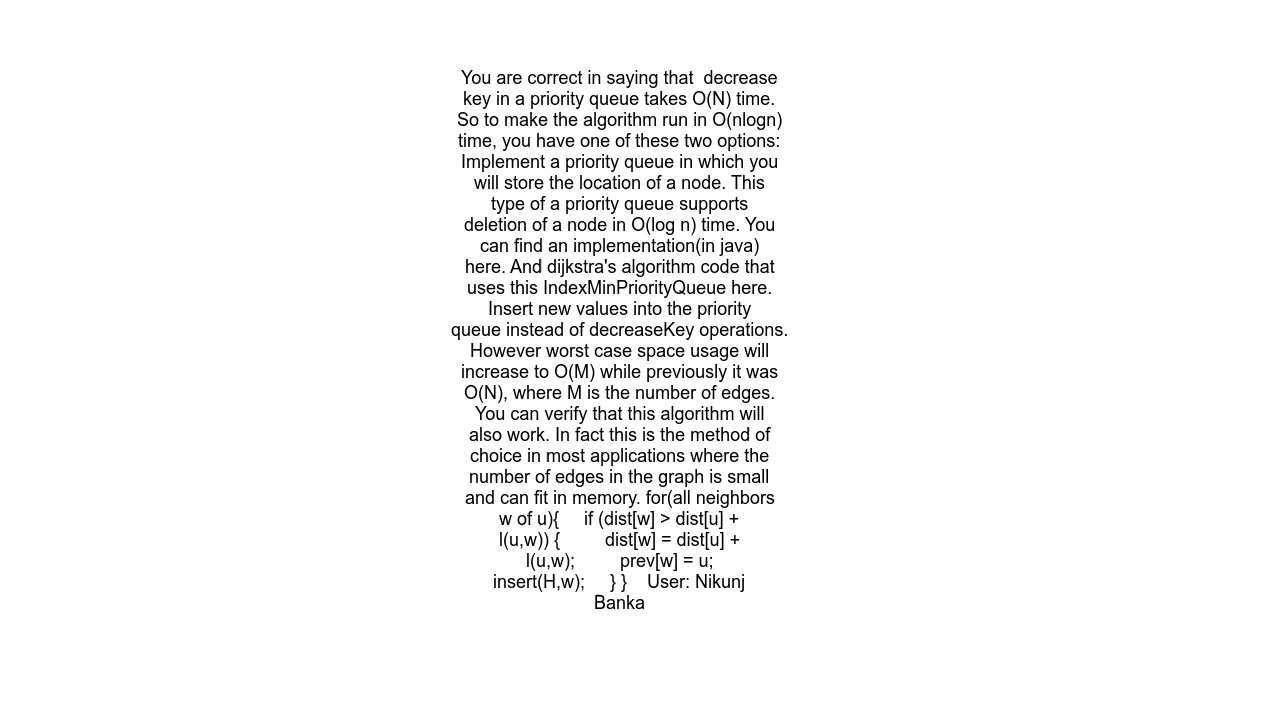 You are correct in saying that  decrease
key in a priority queue takes O(N) time.
So to make the algorithm run in O(nlogn)
time, you have one of these two options:
Implement a priority queue in which you
will store the location of a node. This
type of a priority queue supports
deletion of a node in O(log n) time. You
can find an implementation(in java)
here. And dijkstra's algorithm code that
uses this IndexMinPriorityQueue here.
Insert new values into the priority
queue instead of decreaseKey operations.
However worst case space usage will
increase to O(M) while previously it was
O(N), where M is the number of edges.
You can verify that this algorithm will
also work. In fact this is the method of
choice in most applications where the
number of edges in the graph is small
and can fit in memory. for(all neighbors
w of u){     if (dist[w] > dist[u] +
l(u,w)) {         dist[w] = dist[u] +
l(u,w);         prev[w] = u;
insert(H,w);     } }    User: Nikunj
Banka